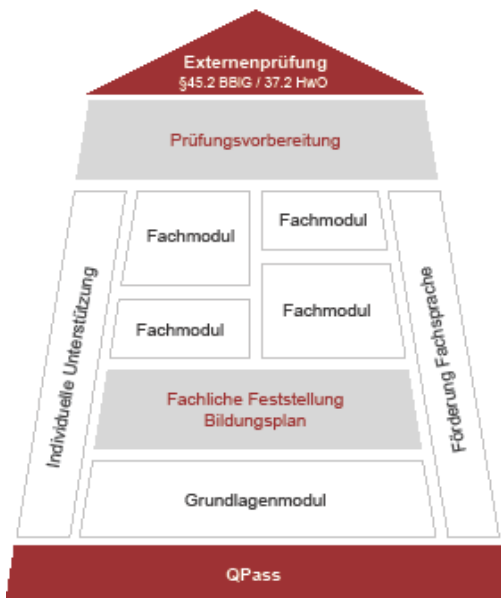 Externenprüfung
§45.2 BBIG / 37.2 HwO
Prüfungsvorbereitung
Individuelle Unterstützung
Fachmodul
Fachmodul
Fachmodul
Fachmodul
Förderung Fachsprache
Fachliche Feststellung
Bildungsplan
Grundlagenmodul
QPass